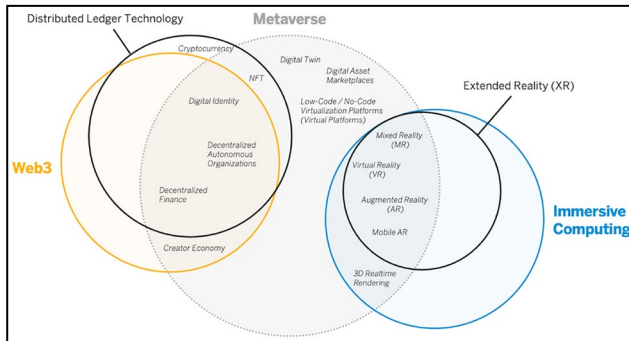 Distributed Ledger Technology
Metaverse
Cryptocurrency
Digital Twin
NFT
Digital Asset
Marketplaces
Extended Reality (XR)
Digital Identity
Low-Code / No-Code
Virtualization Platforms
(Virtual Platforms)
Mixed Reality
(MR)
Decentralized
Autonomous
Organizations
Web3
Virtual Reality
(VR)
Decentralized
Finance
Augmented Reality
(AR)
Immersive
Computing
Mobile AR
Creator Economy
3D Realtime
Rendering